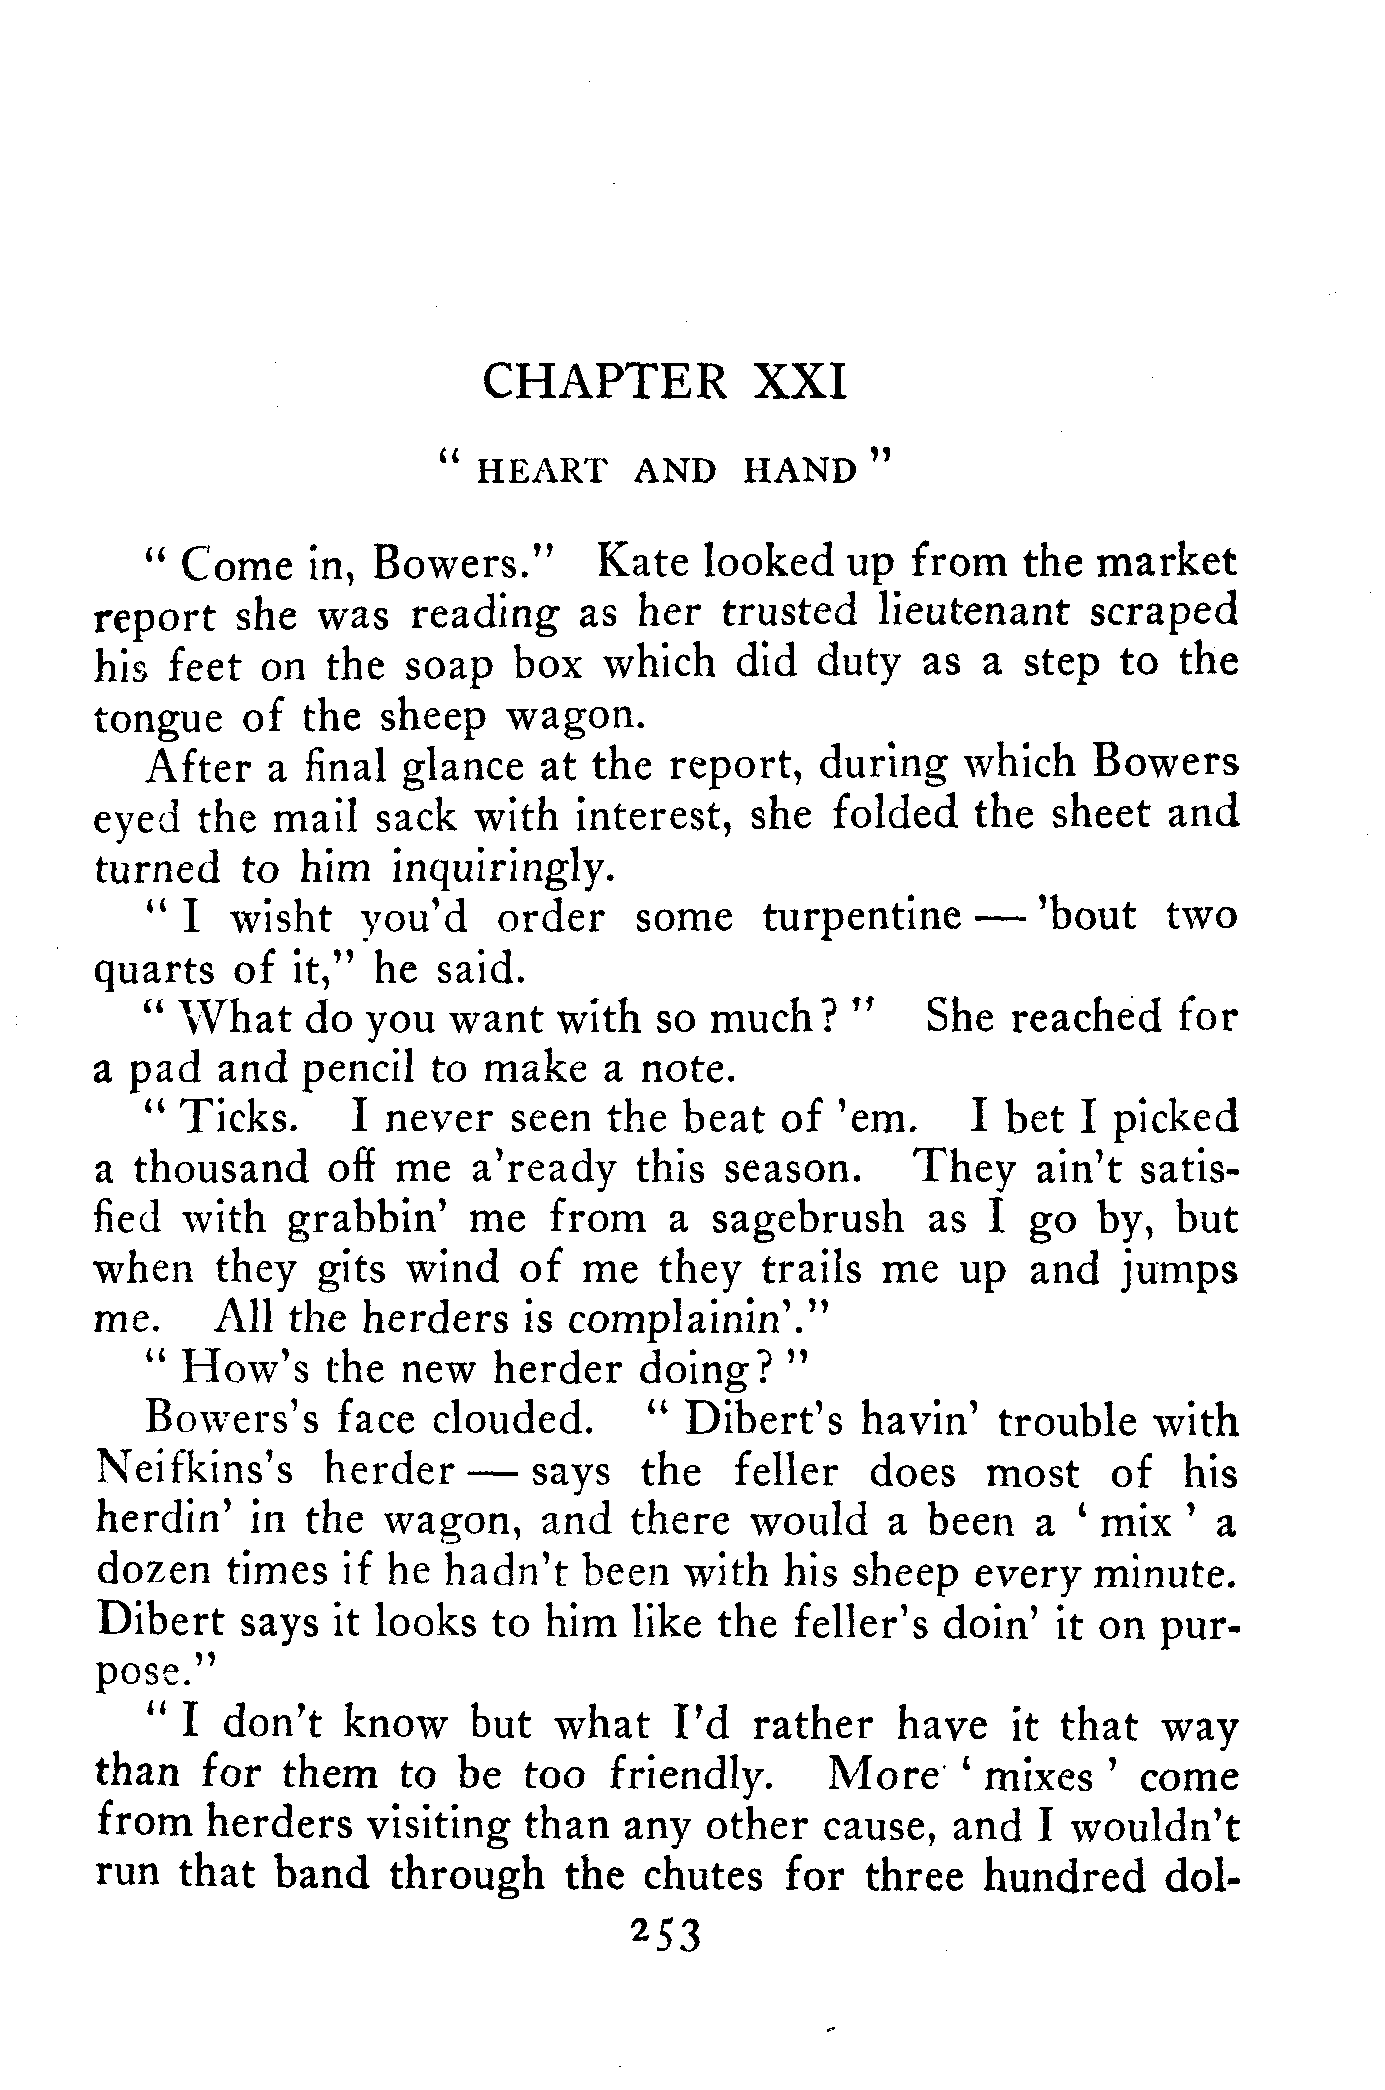 CHAPTER XXI
" HEART AND HAND "
" Come in, Bowers." Kate looked up from the market
report she was reading as her trusted lieutenant scraped
his feet on the soap box which did duty as a step to the
tongue of the sheep wagon.
After a final glance at the report, during which Bowers
eyed the mail sack with interest, she folded the sheet and
turned to him inquiringly.
" I wisht you'd order some turpentine — 'bout two
quarts of it," he said.
" What do you want with so much? " She reached for
a pad and pencil to make a note.
" Ticks. I never seen the beat of 'em. I bet I picked
a thousand off me a'ready this season. They ain't satis-
fied with grabbin' me from a sagebrush as I go by, but
when they gits wind of me they trails me up and jumps
me. All the herders is complainin'."
" How's the new herder doing? "
Bowers's face clouded. " Dibert's havin' trouble with
Neifkins's herder — says the feller does most of his
herdin' in the wagon, and there would a been a ' mix ' a
dozen times if he hadn't been with his sheep every minute.
Dibert says it looks to him like the feller's doin' it on pur-
pose."
" I don't know but what I'd rather have it that way
than for them to be too friendly. More ' mixes ' come
from herders visiting than any other cause, and I wouldn't
run that band through the chutes for three hundred dol-
253